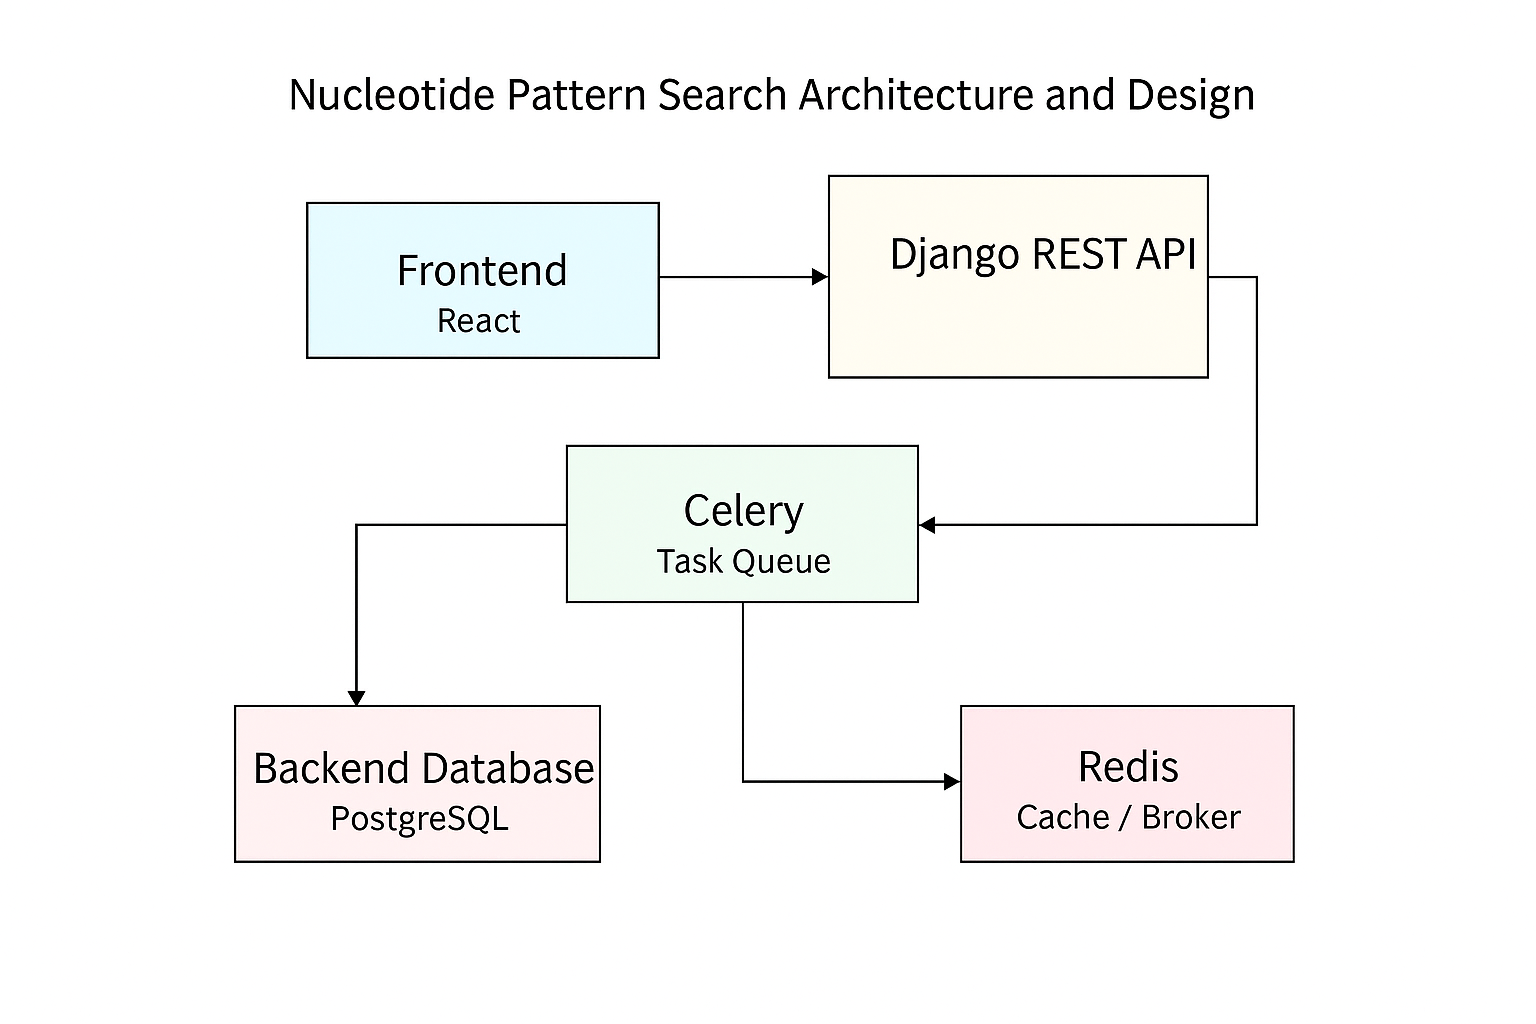 Nucleotide Pattern Search Architecture and Design
Frontend
React
Django REST API
Celery
Task Queue
Backend Database
PostgreSQL
Redis
Cache / Broker